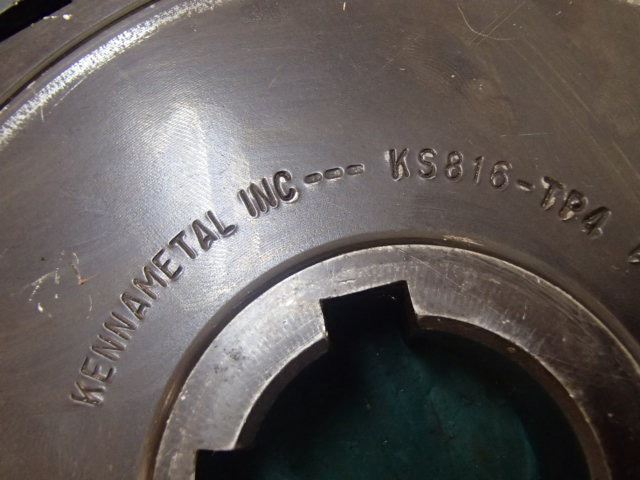 KENNAMETAL INC--- KS816-TP4